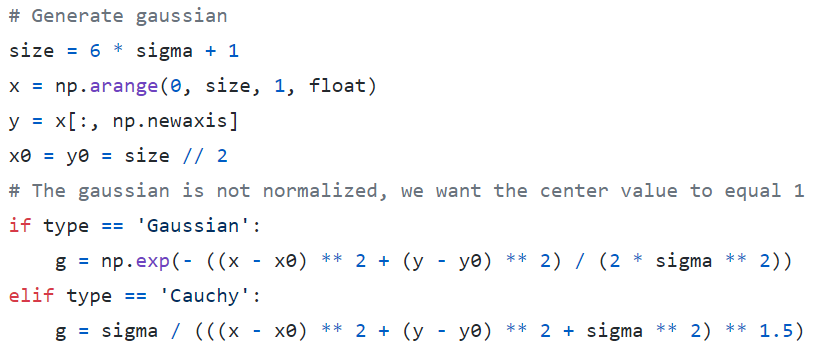 # Generate gaussian
size = 6 * sigma + 1
x = np.arange(0, size, 1, float)
y = x[:, np.newaxis]
x0 = y0 = size // 2
# The gaussian is not normalized, we want the center value to equal 1
if type == 'Gaussian':
    g = np.exp(- ((x - x0) ** 2 + (y - y0) ** 2) / (2 * sigma ** 2))
elif type == 'Cauchy':
    g = sigma / (((x - x0) ** 2 + (y - y0) ** 2 + sigma ** 2) ** 1.5)